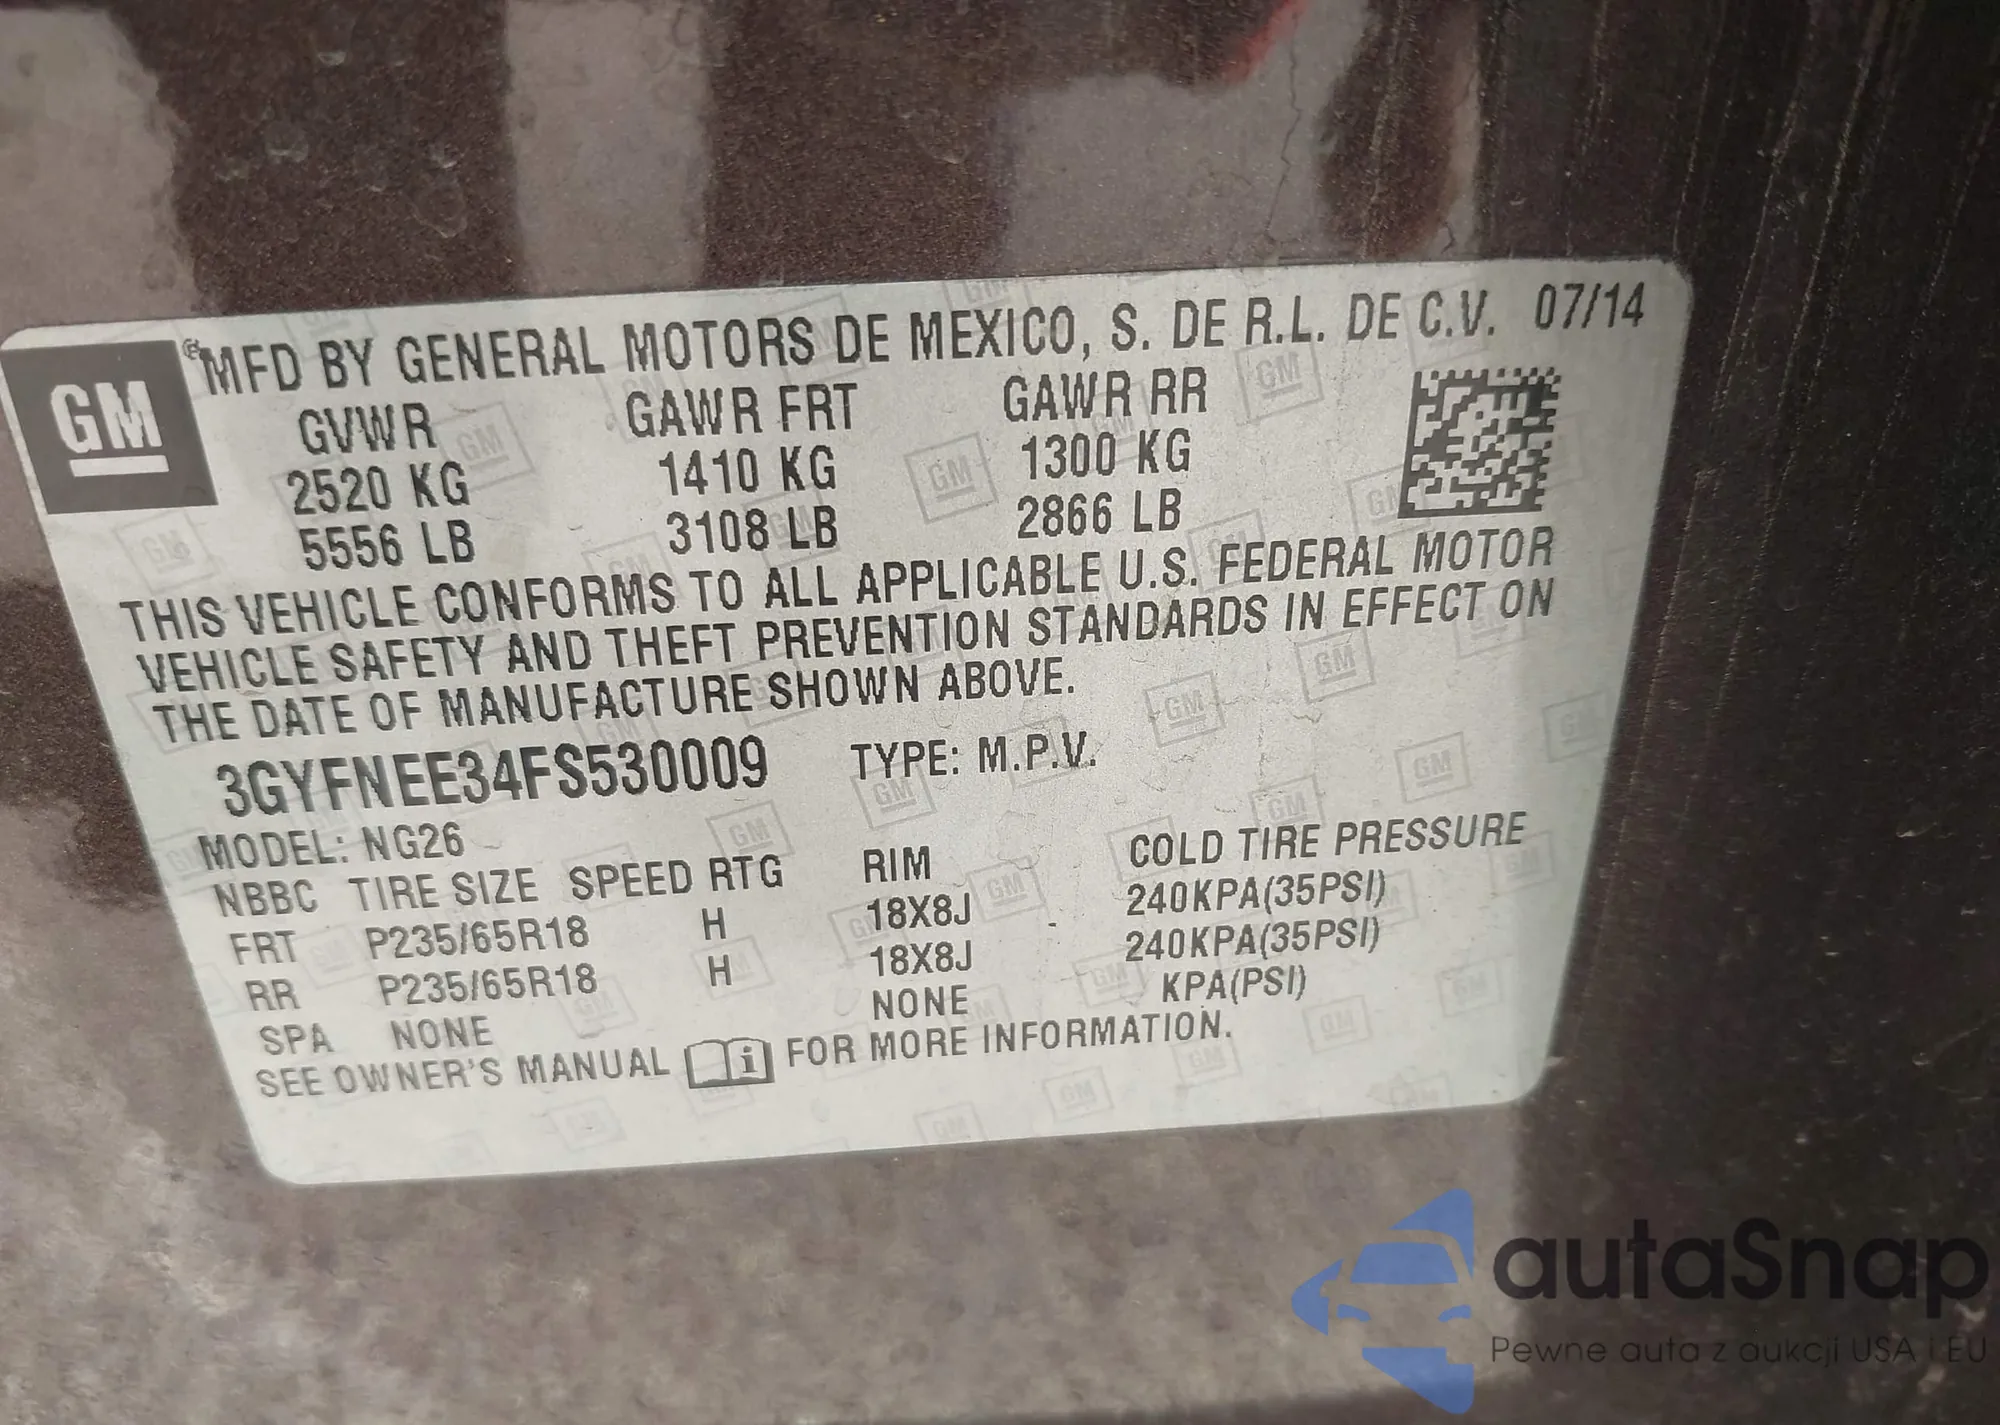 GM
® MFD BY GENERAL MOTORS DE MEXICO, S. DE R.L. DE C.V. 07/14
GVWR GAWR FRT GAWR RR
2520 KG 1410 KG 1300 KG
5556 LB 3108 LB 2866 LB
THIS VEHICLE CONFORMS TO ALL APPLICABLE U.S. FEDERAL MOTOR
VEHICLE SAFETY AND THEFT PREVENTION STANDARDS IN EFFECT ON
THE DATE OF MANUFACTURE SHOWN ABOVE.
3GYFNEE34FS530009 TYPE: M.P.V.
MODEL: NG26
NBBC TIRE SIZE SPEED RTG RIM COLD TIRE PRESSURE
FRT P235/65R18 H 18X8J 240KPA(35PSI)
RR P235/65R18 H 18X8J 240KPA(35PSI)
SPA NONE NONE KPA(PSI)
SEE OWNER'S MANUAL i FOR MORE INFORMATION.
autaSnap
Pewne auta z aukcji USA i EU